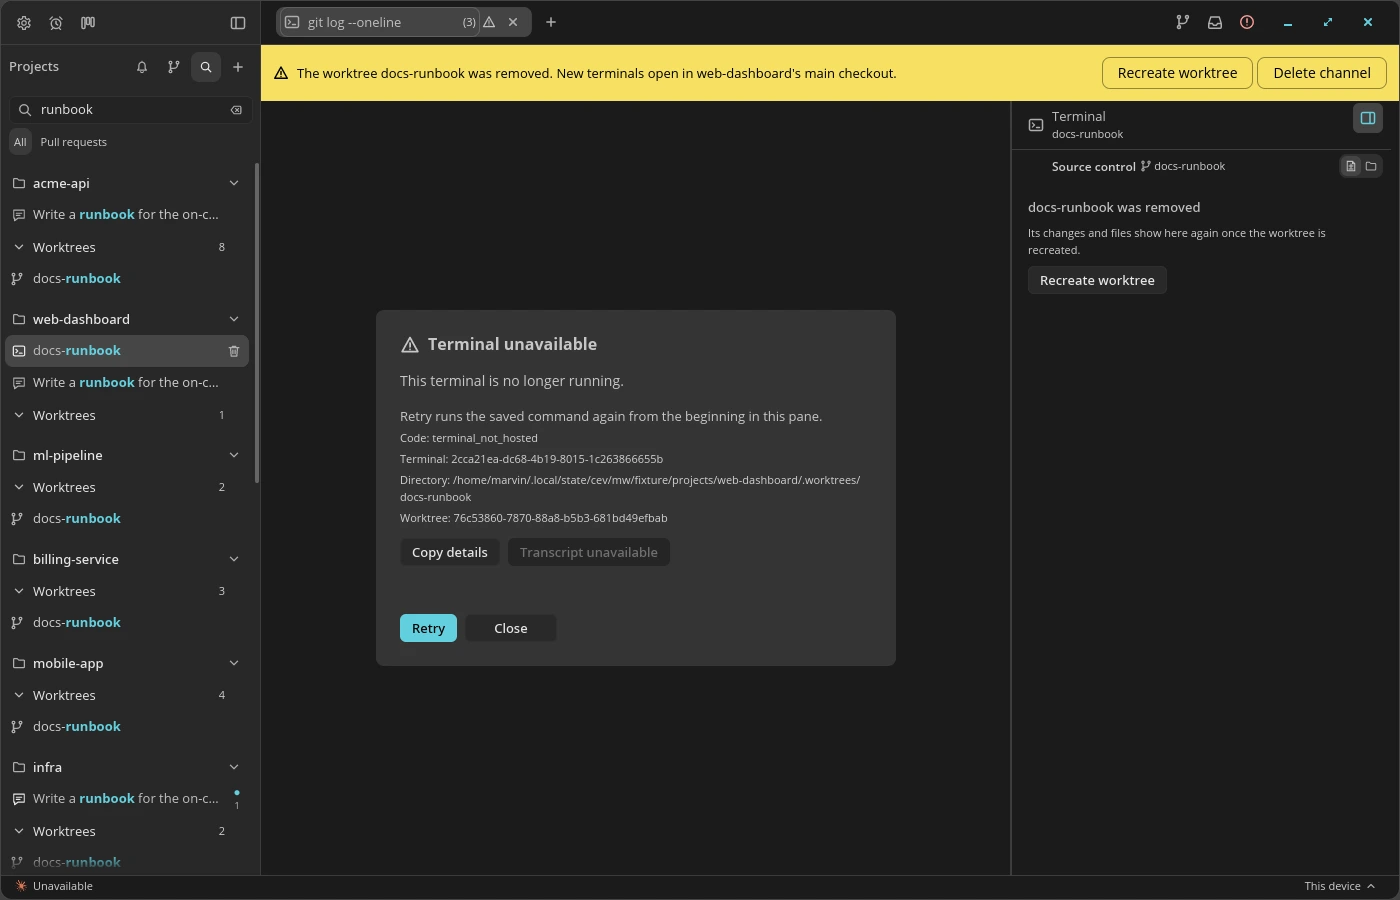 git log --oneline (3)
Projects
The worktree docs-runbook was removed. New terminals open in web-dashboard's main checkout.
Recreate worktree
Delete channel
runbook
All
Pull requests
acme-api
Write a runbook for the on-c...
Worktrees 8
docs-runbook
web-dashboard
docs-runbook
Write a runbook for the on-c...
Worktrees 1
ml-pipeline
Worktrees 2
docs-runbook
billing-service
Worktrees 3
docs-runbook
mobile-app
Worktrees 4
docs-runbook
infra
Write a runbook for the on-c... 1
Worktrees 2
docs-runbook
Terminal unavailable
This terminal is no longer running.
Retry runs the saved command again from the beginning in this pane.
Code: terminal_not_hosted
Terminal: 2cca21ea-dc68-4b19-8015-1c263866655b
Directory: /home/marvin/.local/state/cev/mw/fixture/projects/web-dashboard/.worktrees/
docs-runbook
Worktree: 76c53860-7870-88a8-b5b3-681bd49efbab
Copy details
Transcript unavailable
Retry
Close
Terminal
docs-runbook
Source control docs-runbook
docs-runbook was removed
Its changes and files show here again once the worktree is
recreated.
Recreate worktree
Unavailable
This device